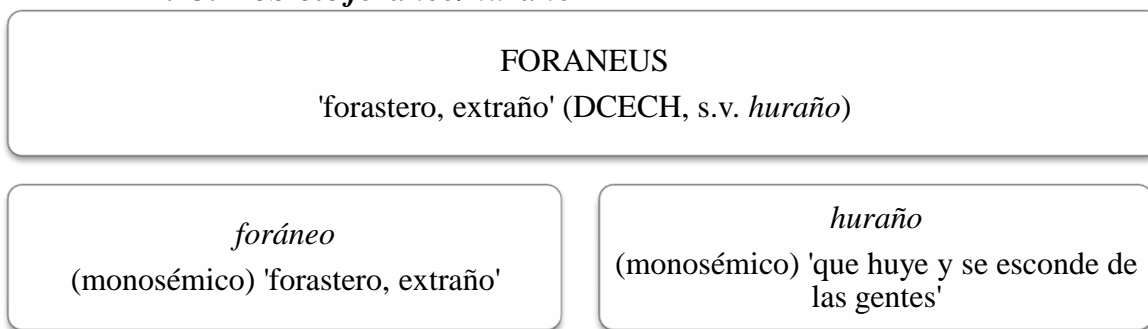 FORANEUS
'forastero, extraño' (DCECH, s.v. huraño)
foráneo
(monosémico) 'forastero, extraño'
huraño
(monosémico) 'que huye y se esconde de
las gentes'